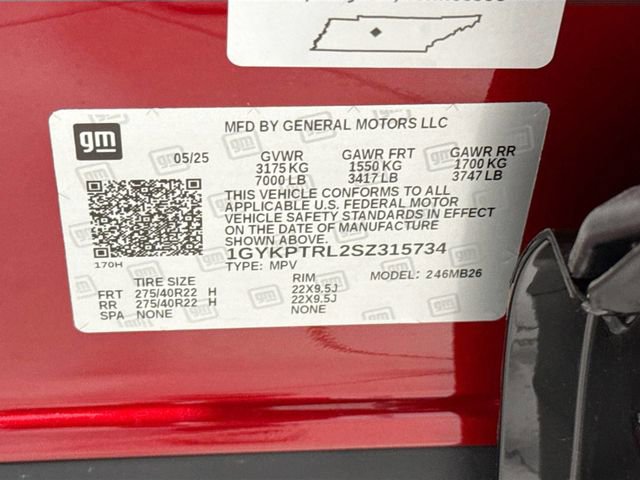 gm
MFD BY GENERAL MOTORS LLC
05/25
GVWR GAWR FRT GAWR RR
3175 KG 1550 KG 1700 KG
7000 LB 3417 LB 3747 LB
THIS VEHICLE CONFORMS TO ALL
APPLICABLE U.S. FEDERAL MOTOR
VEHICLE SAFETY STANDARDS IN EFFECT
ON THE DATE OF MANUFACTURE
SHOWN ABOVE.
1GYKPTRL2SZ315734
170H
TYPE: MPV MODEL: 246MB26
TIRE SIZE RIM
FRT 275/40R22 H 22X9.5J
RR 275/40R22 H 22X9.5J
SPA NONE NONE